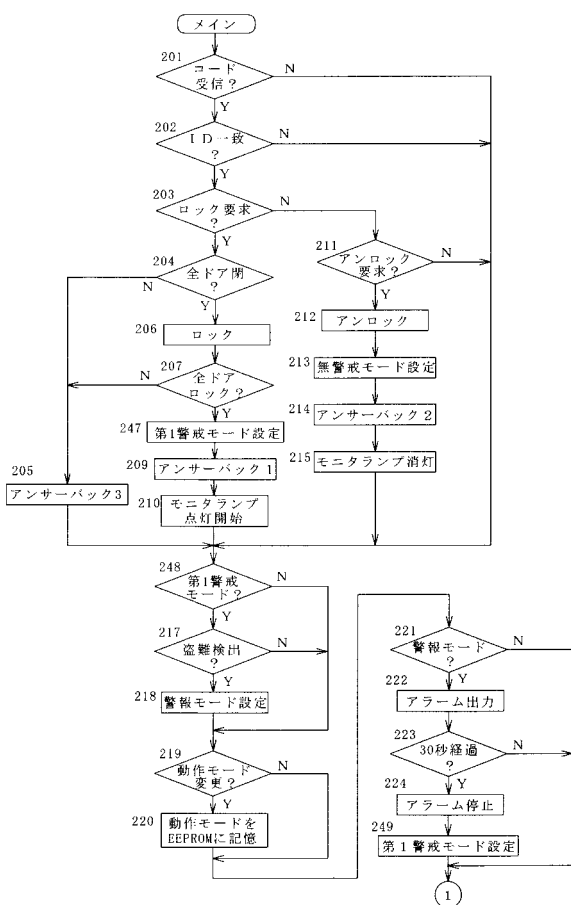 メイン
201
コード
受信？
N
Y
202
ＩＤ一致
？
N
Y
203
ロック要求
？
N
Y
204
全ドア閉
？
N
Y
206
ロック
207
全ドア
ロック？
N
Y
247
第1警戒モード設定
209
アンサーバック1
210
モニタランプ
点灯開始
205
アンサーバック3
211
アンロック
要求？
N
Y
212
アンロック
213
無警戒モード設定
214
アンサーバック2
215
モニタランプ消灯
248
第1警戒
モード？
N
Y
217
盗難検出
？
N
Y
218
警報モード設定
219
動作モード
変更？
N
Y
220
動作モードを
EEPROMに記憶
221
警報モード
？
N
Y
222
アラーム出力
223
30秒経過
？
N
Y
224
アラーム停止
249
第1警戒モード設定
1